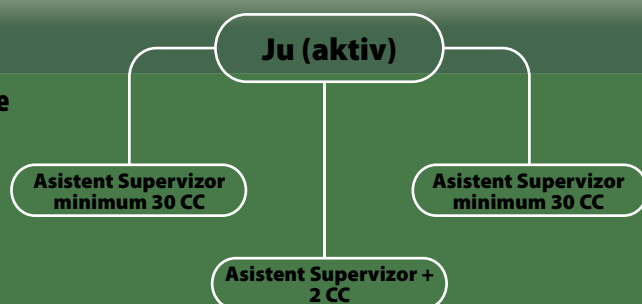 Ju (aktiv)
e
Asistent Supervizor
minimum 30 CC
Asistent Supervizor
minimum 30 CC
Asistent Supervizor +
2 CC